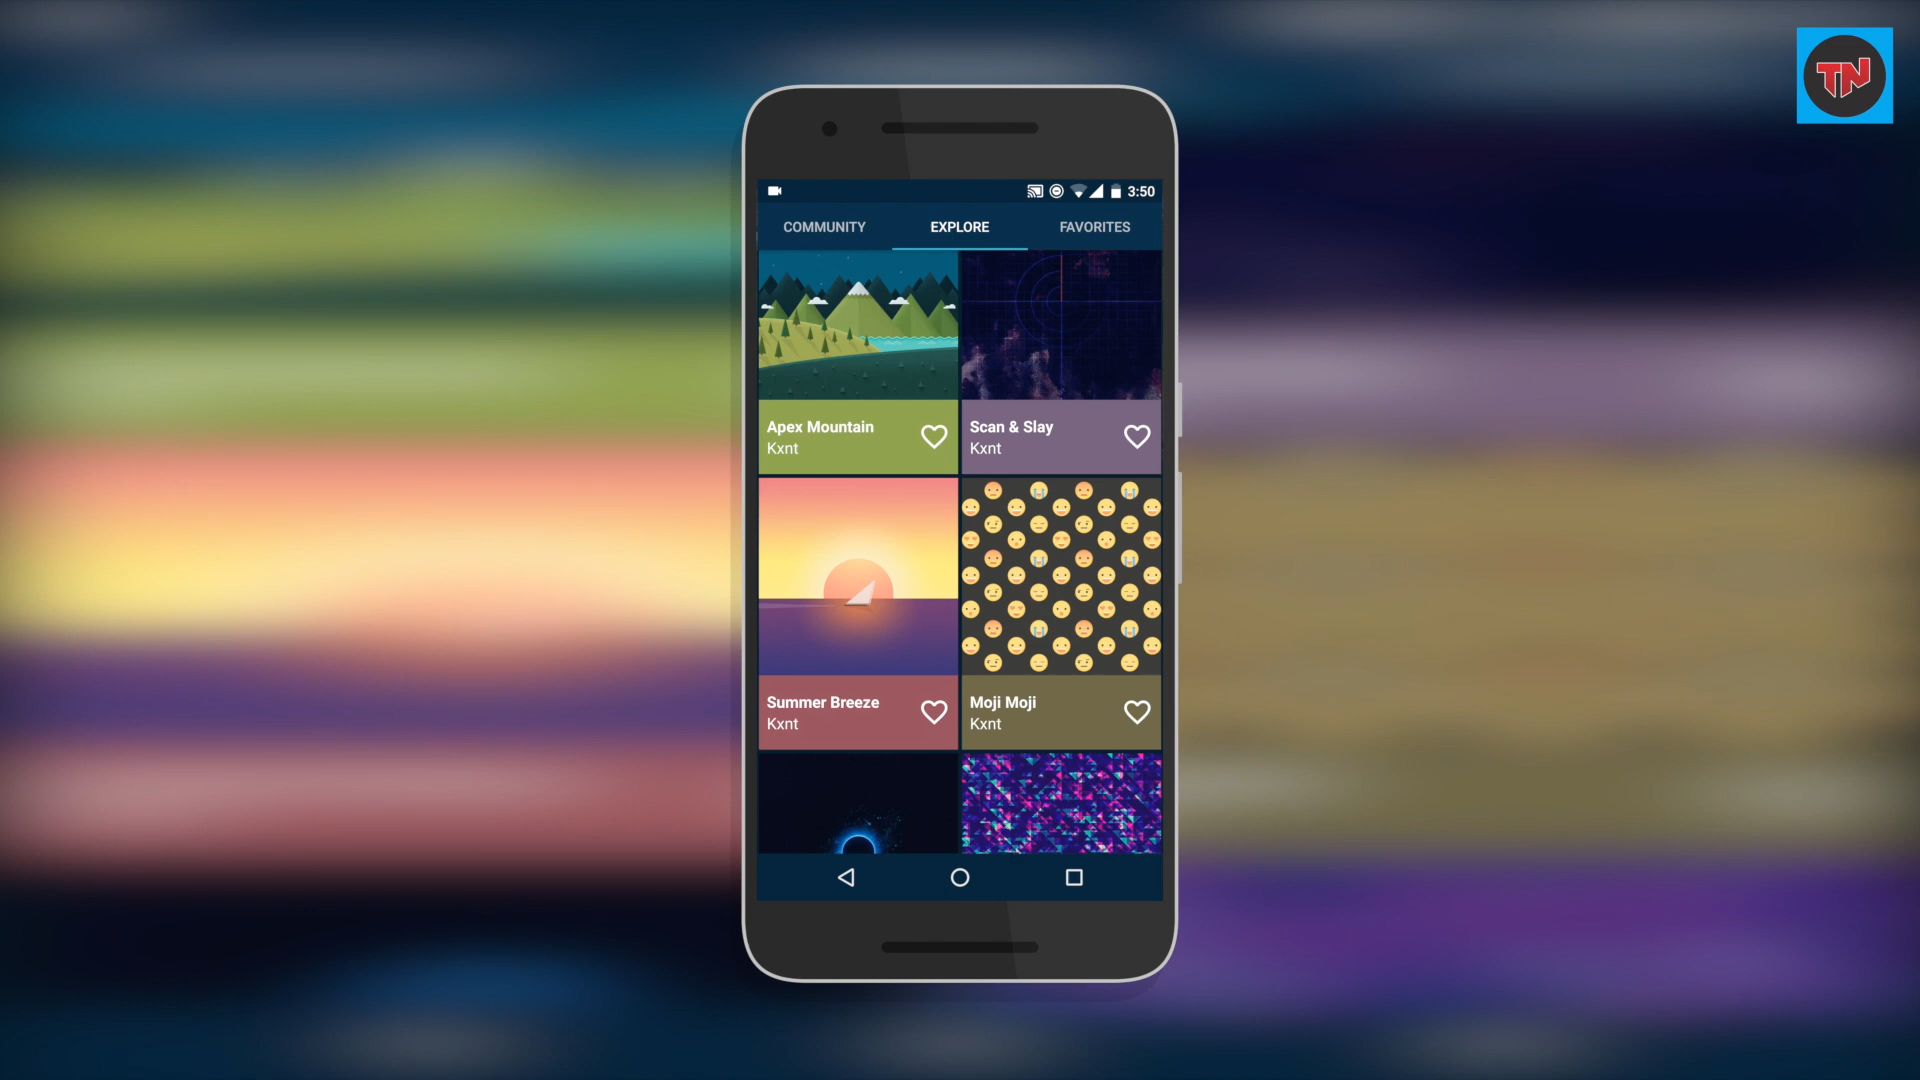 TN
3:50
COMMUNITY EXPLORE FAVORITES
Apex Mountain
Kxnt
Scan & Slay
Kxnt
Summer Breeze
Kxnt
Moji Moji
Kxnt